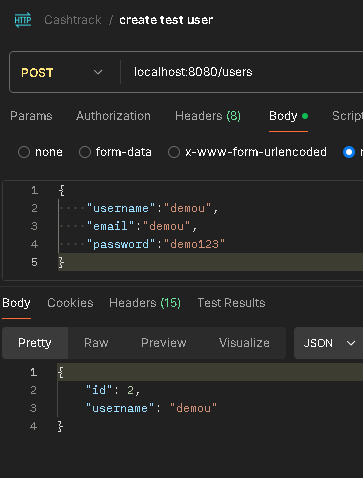 HTTP Cashtrack / create test user
POST localhost:8080/users
Params Authorization Headers (8) Body Script
none form-data x-www-form-urlencoded
1 {
2 ····"username":"demou",
3 ····"email":"demou",
4 ····"password":"demo123"
5 }
Body Cookies Headers (15) Test Results
Pretty Raw Preview Visualize JSON
1 {
2 "id": 2,
3 "username": "demou"
4 }